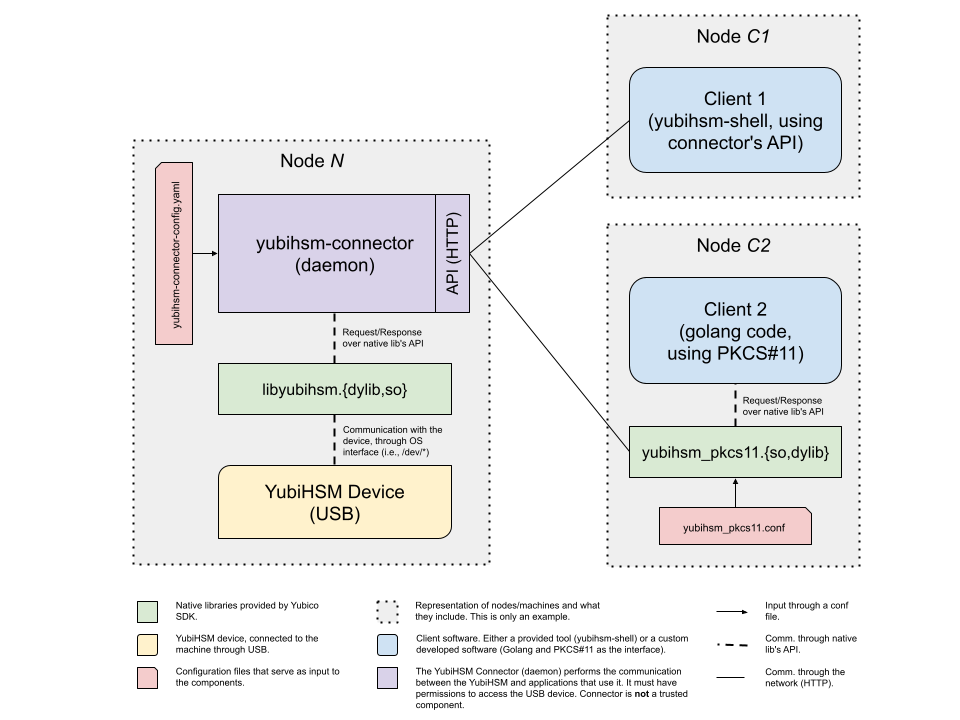 Node C1
Client 1
(yubihsm-shell, using
connector's API)
Node N
yubihsm-connector-config.yaml
yubihsm-connector
(daemon)
API (HTTP)
Request/Response
over native lib's API
libyubihsm.{dylib,so}
Communication with the
device, through OS
interface (i.e., /dev/*)
YubiHSM Device
(USB)
Node C2
Client 2
(golang code,
using PKCS#11)
Request/Response
over native lib's API
yubihsm_pkcs11.{so,dylib}
yubihsm_pkcs11.conf
Native libraries provided by Yubico
SDK.
YubiHSM device, connected to the
machine through USB.
Configuration files that serve as input to
the components.
Representation of nodes/machines and what
they include. This is only an example.
Client software. Either a provided tool (yubihsm-shell) or a custom
developed software (Golang and PKCS#11 as the interface).
The YubiHSM Connector (daemon) performs the communication
between the YubiHSM and applications that use it. It must have
permissions to access the USB device. Connector is not a trusted
component.
Input through a conf
file.
Comm. through native
lib's API.
Comm. through the
network (HTTP).